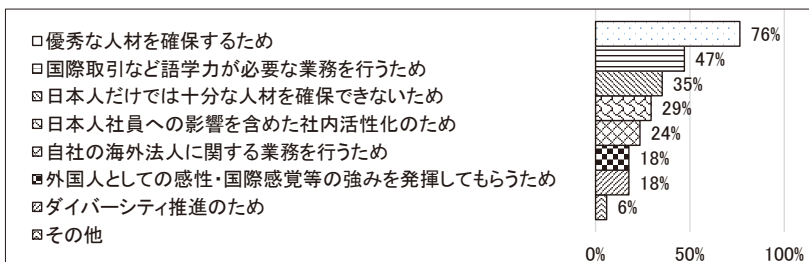 □優秀な人材を確保するため
76%
□国際取引など語学力が必要な業務を行うため
47%
□日本人だけでは十分な人材を確保できないため
35%
□日本人社員への影響を含めた社内活性化のため
29%
□自社の海外法人に関する業務を行うため
24%
□外国人としての感性・国際感覚等の強みを発揮してもらうため
18%
□ダイバーシティ推進のため
18%
□その他
6%
0% 50% 100%